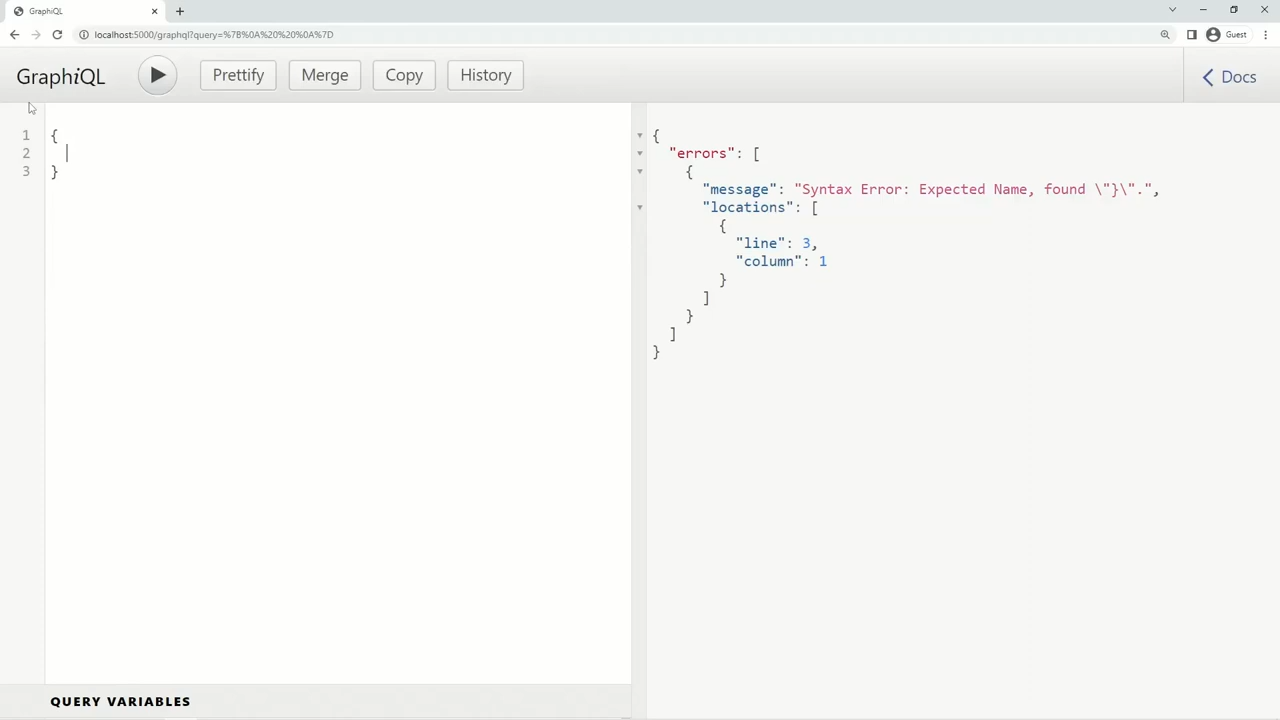 GraphiQL
localhost:5000/graphql?query=%7B%0A%20%20%0A%7D
Guest
GraphiQL
Prettify
Merge
Copy
History
Docs
1 {
2
3 }
{
"errors": [
{
"message": "Syntax Error: Expected Name, found \"}\".",
"locations": [
{
"line": 3,
"column": 1
}
]
}
]
}
QUERY VARIABLES